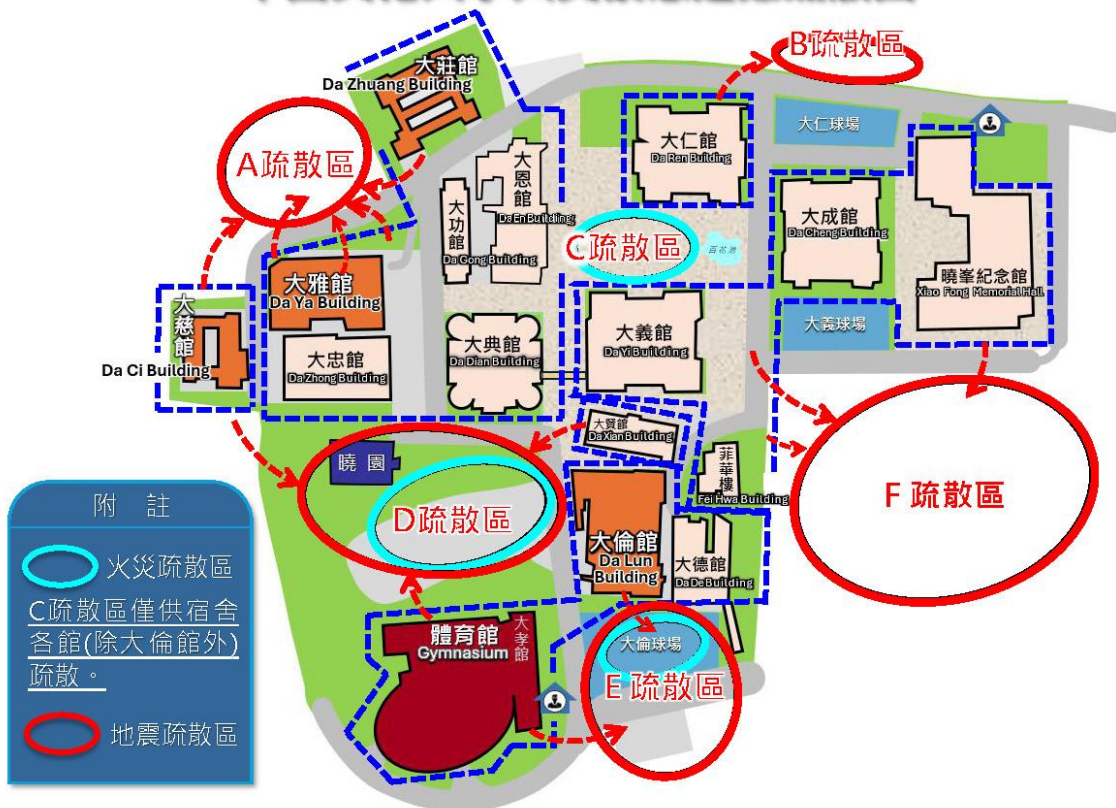 B疏散區
大莊館
Da Zhuang Building
大仁館
Da Ren Building
大仁球場
A疏散區
大恩館
Da En Building
大功館
Da Gong Building
C疏散區
百花池
大成館
Da Cheng Building
曉峯紀念館
Xiao Fong Memorial Hall
大雅館
Da Ya Building
大慈館
Da Ci Building
大忠館
Da Zhong Building
大典館
Da Dian Building
大義館
Da Yi Building
大義球場
大賢館
Da Xian Building
菲華樓
Fei Hwa Building
曉園
D疏散區
F疏散區
大倫館
Da Lun
Building
大德館
Da De Building
體育館
Gymnasium
大孝館
大倫球場
E疏散區
附 註
火災疏散區
C疏散區僅供宿舍
各館(除大倫館外)
疏散。
地震疏散區